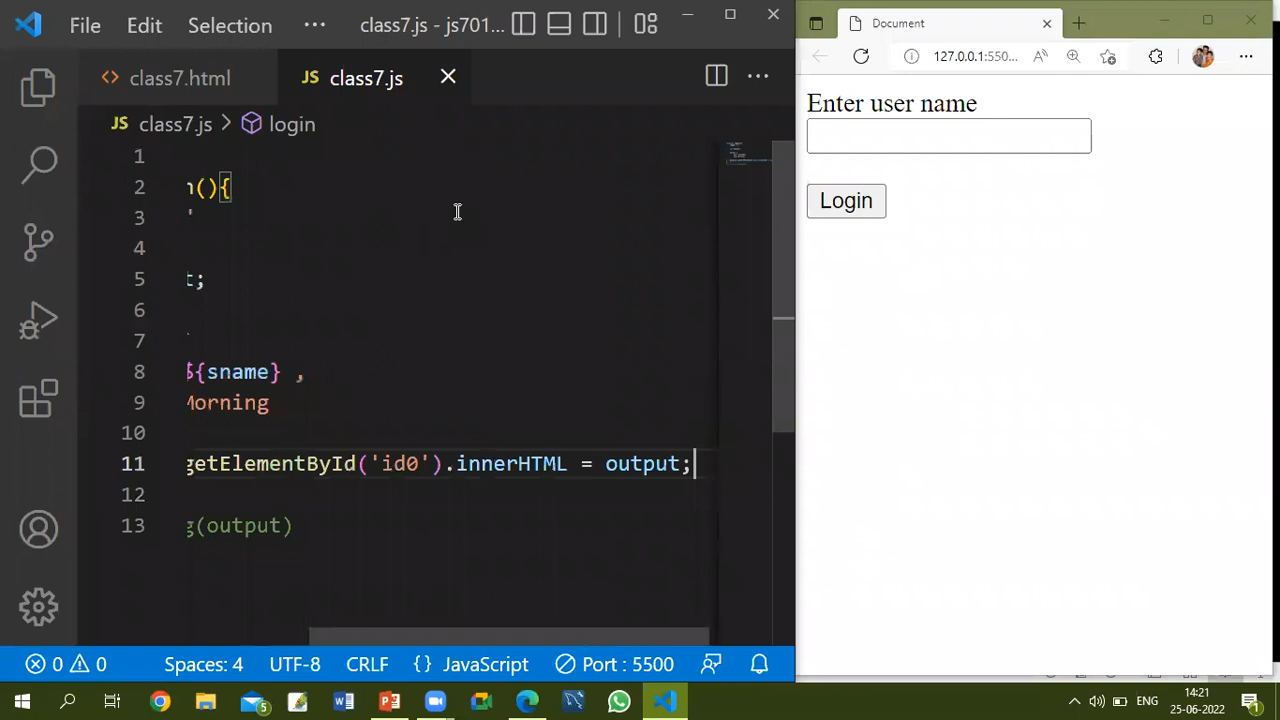 File Edit Selection ··· class7.js - js701...
class7.html JS class7.js
JS class7.js > login
1
2 n(){
3 '
4
5 t;
6
7
8 ${sname} ,
9 Morning
10
11 getElementById('id0').innerHTML = output;
12
13 g(output)
0 0 Spaces: 4 UTF-8 CRLF {} JavaScript Port : 5500
Document
127.0.0.1:550...
Enter user name
Login
5 ENG 14:21
25-06-2022 1